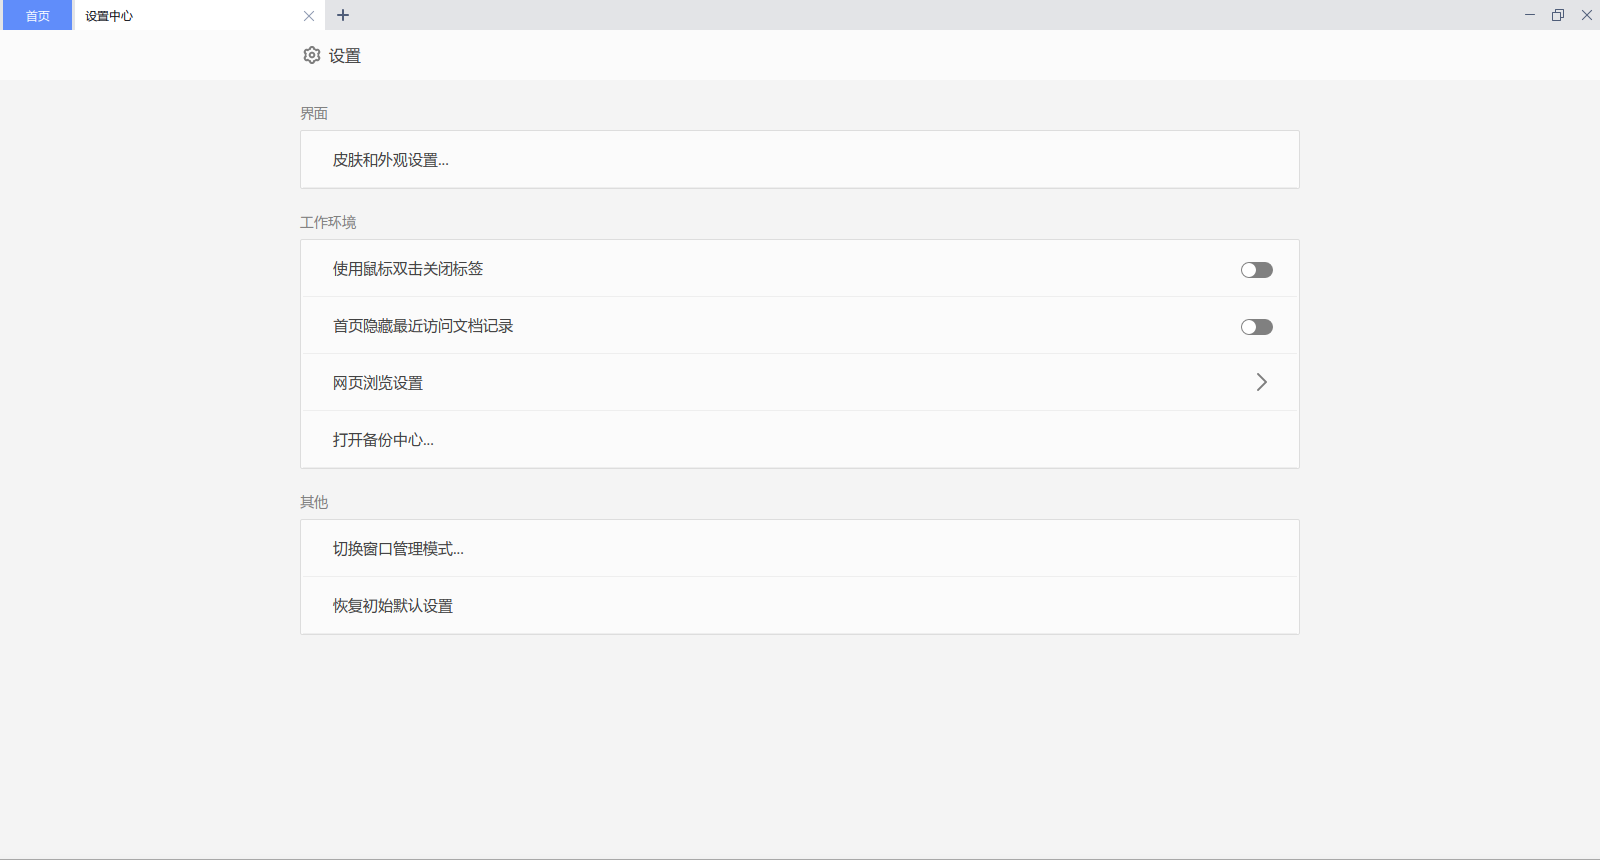 首页
设置中心
设置
界面
皮肤和外观设置...
工作环境
使用鼠标双击关闭标签
首页隐藏最近访问文档记录
网页浏览设置
打开备份中心...
其他
切换窗口管理模式...
恢复初始默认设置